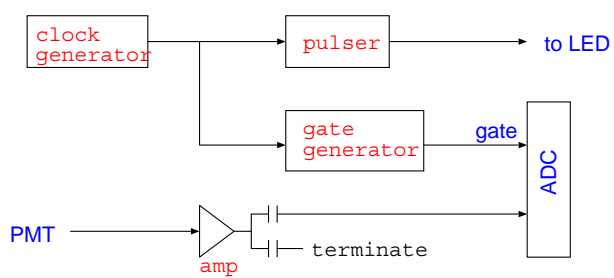 clock
generator
pulser
to LED
gate
generator
gate
ADC
PMT
amp
terminate